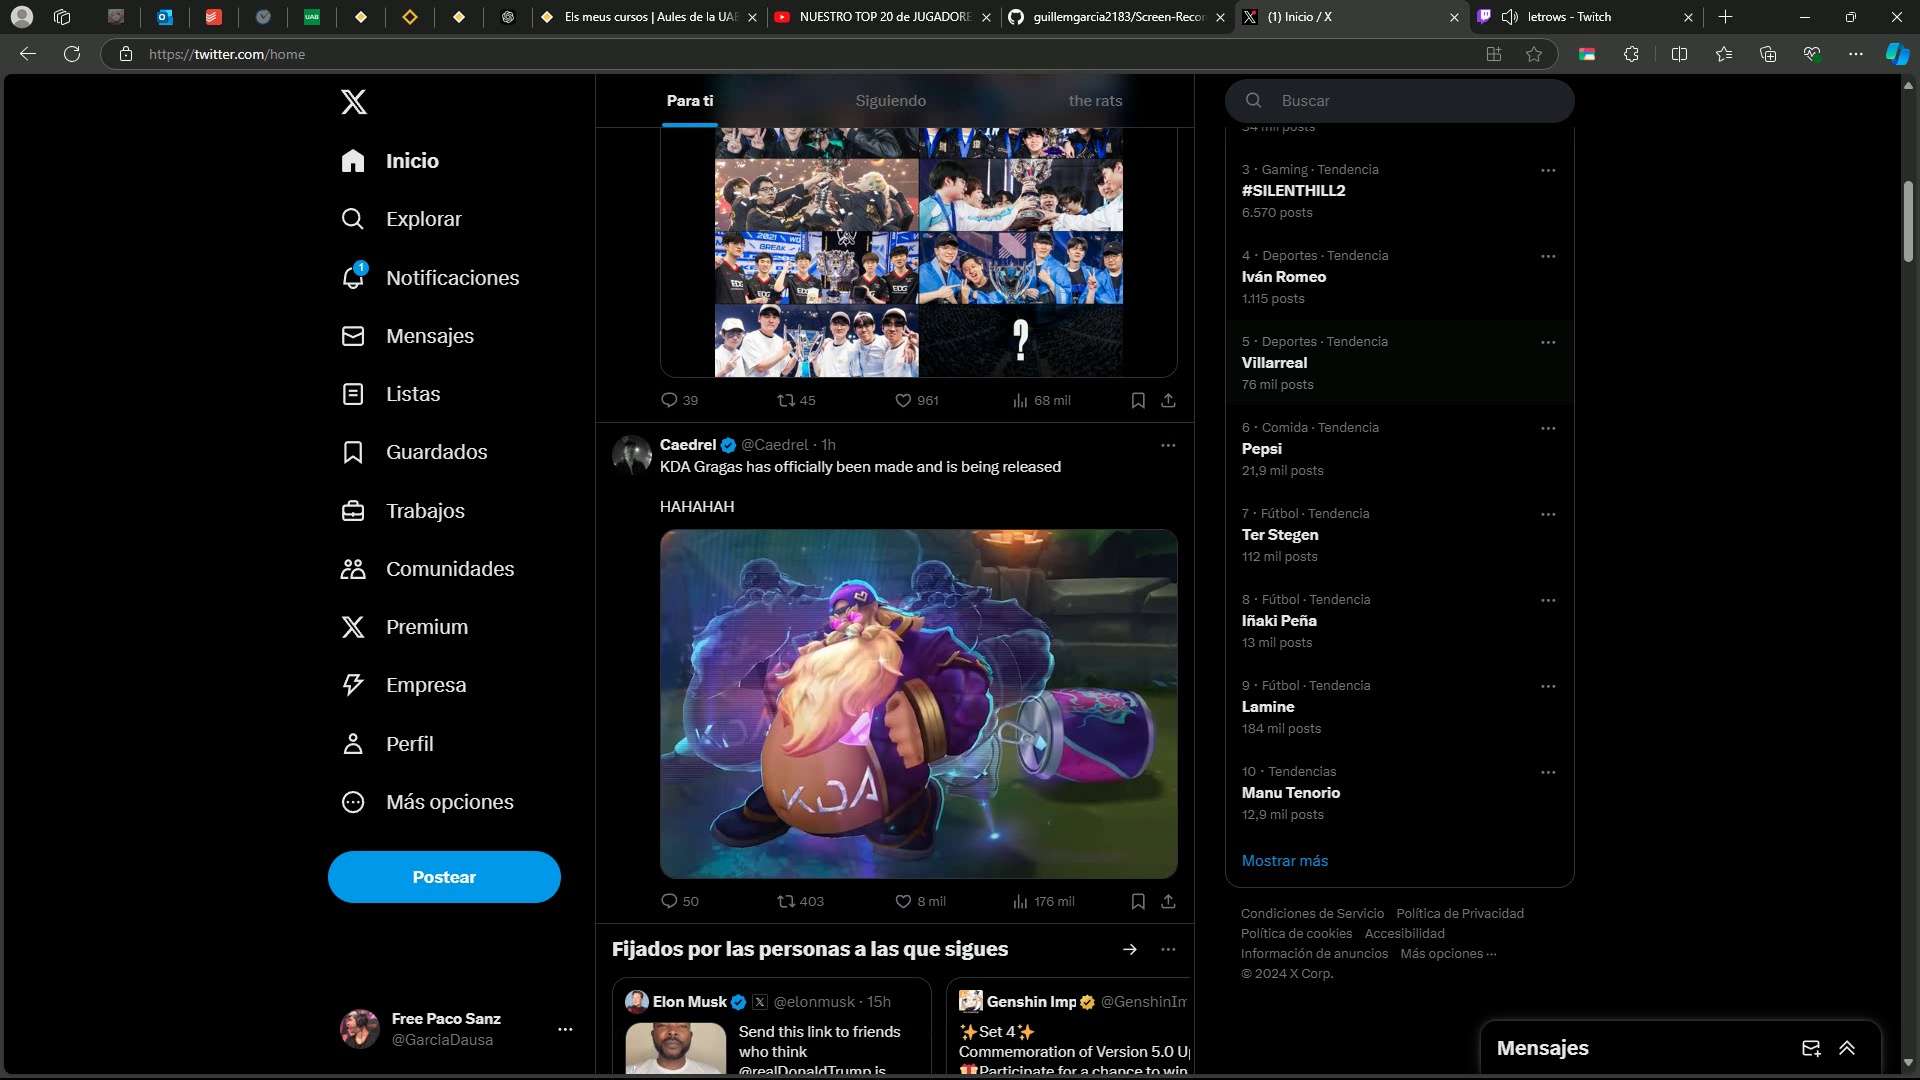 Els meus cursos | Aules de la UAB
NUESTRO TOP 20 de JUGADORE
guillemgarcia2183/Screen-Recor
(1) Inicio / X
letrows - Twitch
https://twitter.com/home
Inicio
Explorar
1
Notificaciones
Mensajes
Listas
Guardados
Trabajos
Comunidades
Premium
Empresa
Perfil
Más opciones
Postear
Free Paco Sanz
@GarciaDausa
Para ti
Siguiendo
the rats
2021
BREAK
EDG
EDG
?
39
45
961
68 mil
Caedrel @Caedrel · 1h
KDA Gragas has officially been made and is being released
HAHAHAH
KDA
50
403
8 mil
176 mil
Fijados por las personas a las que sigues
Elon Musk @elonmusk · 15h
Send this link to friends
who think
@realDonaldTrump is
Genshin Imp @GenshinIm
✨Set 4✨
Commemoration of Version 5.0 U
🎁Participate for a chance to win
Buscar
54 mil posts
3 · Gaming · Tendencia
#SILENTHILL2
6.570 posts
4 · Deportes · Tendencia
Iván Romeo
1.115 posts
5 · Deportes · Tendencia
Villarreal
76 mil posts
6 · Comida · Tendencia
Pepsi
21,9 mil posts
7 · Fútbol · Tendencia
Ter Stegen
112 mil posts
8 · Fútbol · Tendencia
Iñaki Peña
13 mil posts
9 · Fútbol · Tendencia
Lamine
184 mil posts
10 · Tendencias
Manu Tenorio
12,9 mil posts
Mostrar más
Condiciones de Servicio Política de Privacidad
Política de cookies Accesibilidad
Información de anuncios Más opciones ···
© 2024 X Corp.
Mensajes